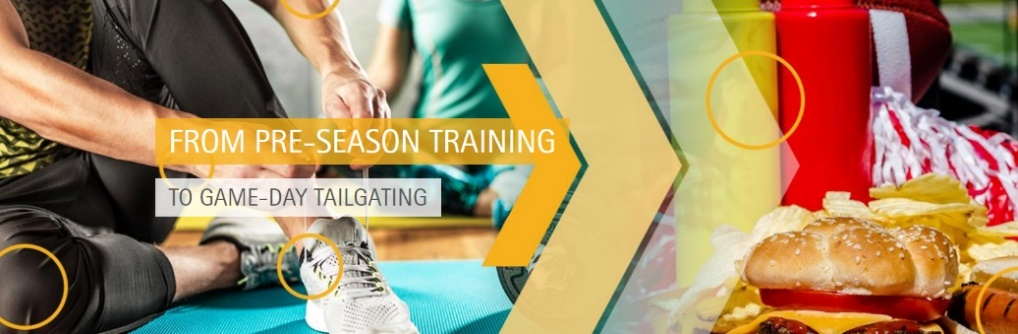 FROM PRE-SEASON TRAINING
TO GAME-DAY TAILGATING